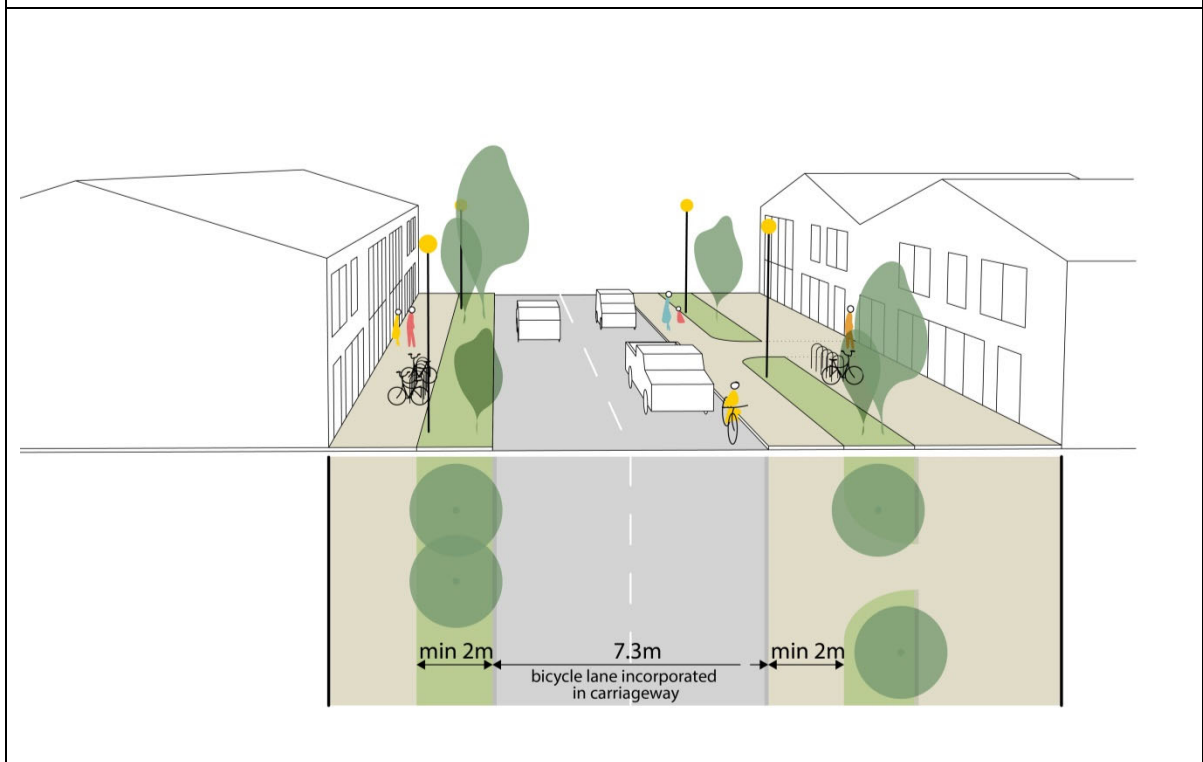 min 2m
7.3m
min 2m
bicycle lane incorporated
in carriageway